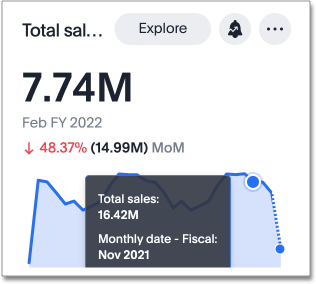 Total sal...
Explore
7.74M
Feb FY 2022
↓ 48.37% (14.99M) MoM
Total sales:
16.42M
Monthly date - Fiscal:
Nov 2021